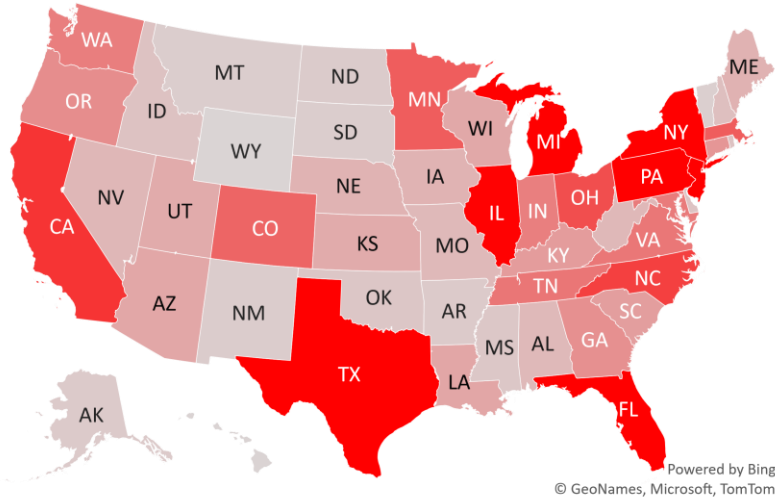 WA
MT
ND
ME
OR
ID
MN
SD
WI
MI
NY
WY
IA
PA
NE
NV
UT
CO
IL
IN
OH
CA
KS
MO
KY
VA
AZ
NM
OK
AR
TN
NC
SC
MS
AL
GA
TX
LA
FL
AK
Powered by Bing
© GeoNames, Microsoft, TomTom